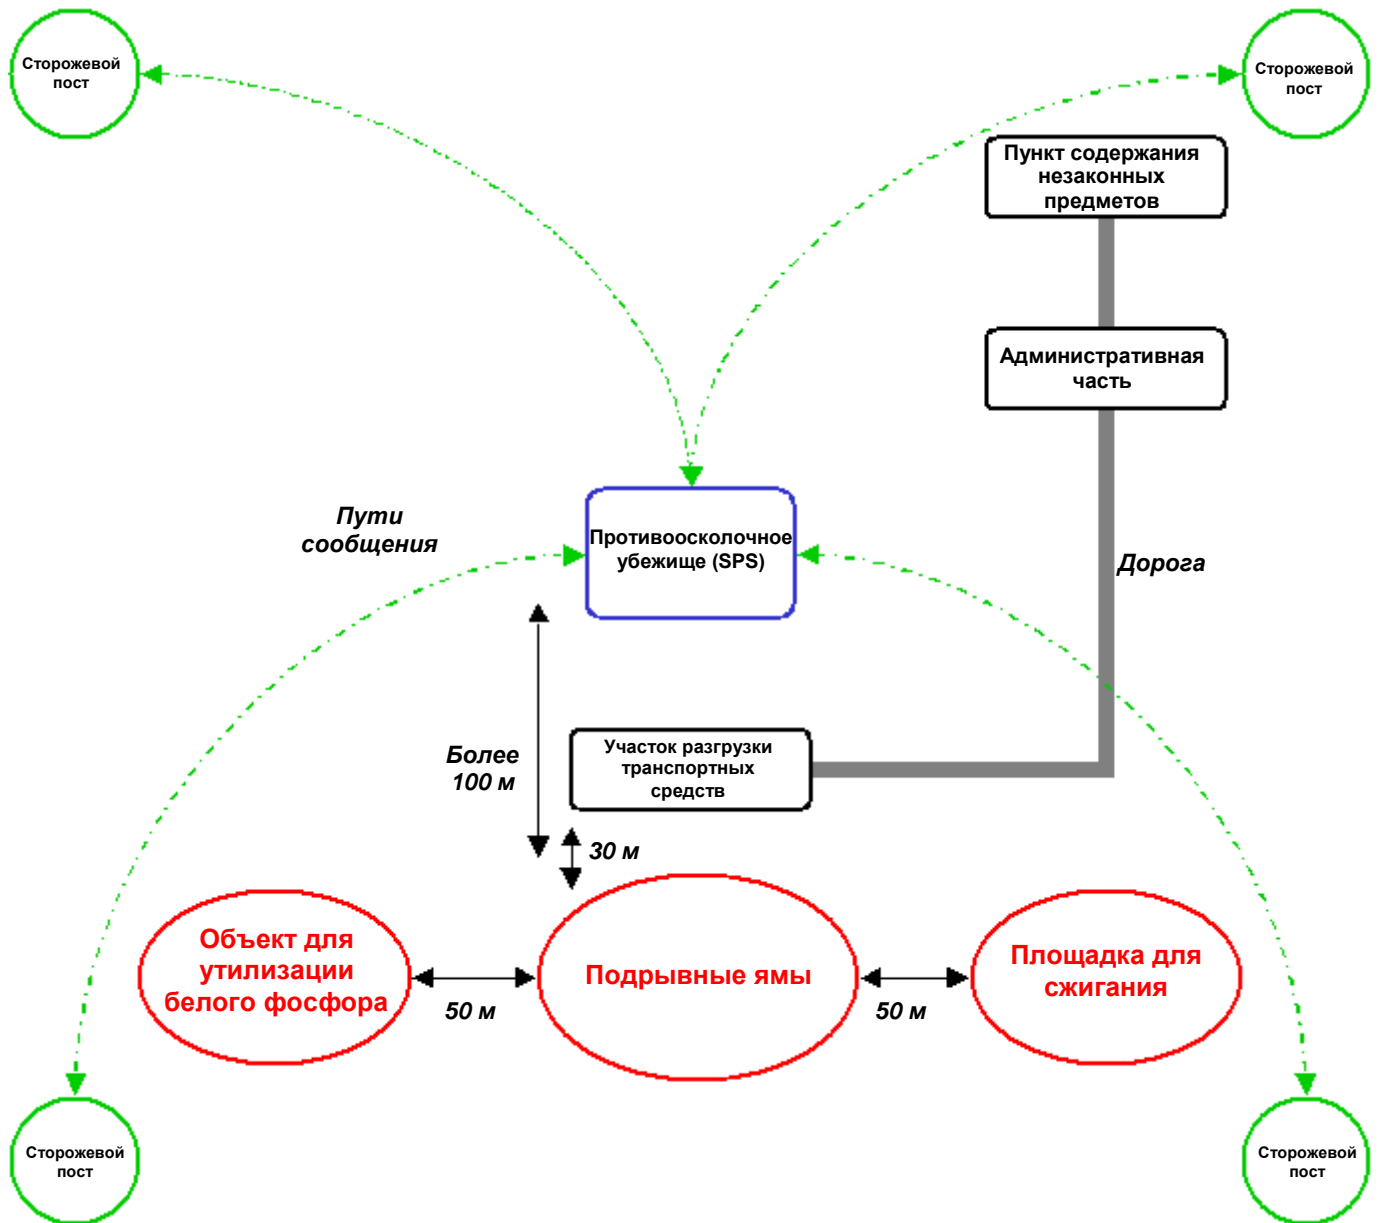 Сторожевой
пост
Сторожевой
пост
Пункт содержания
незаконных
предметов
Административная
часть
Пути
сообщения
Противоосколочное
убежище (SPS)
Дорога
Более
100 м
Участок разгрузки
транспортных
средств
30 м
Объект для
утилизации
белого фосфора
50 м
Подрывные ямы
50 м
Площадка для
сжигания
Сторожевой
пост
Сторожевой
пост